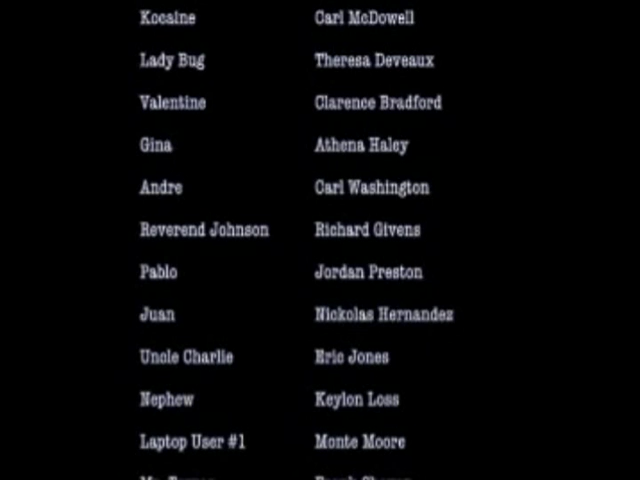 Kocaine Carl McDowell
Lady Bug Theresa Deveaux
Valentine Clarence Bradford
Gina Athena Haley
Andre Carl Washington
Reverend Johnson Richard Givens
Pablo Jordan Preston
Juan Nickolas Hernandez
Uncle Charlie Eric Jones
Nephew Keylon Loss
Laptop User #1 Monte Moore